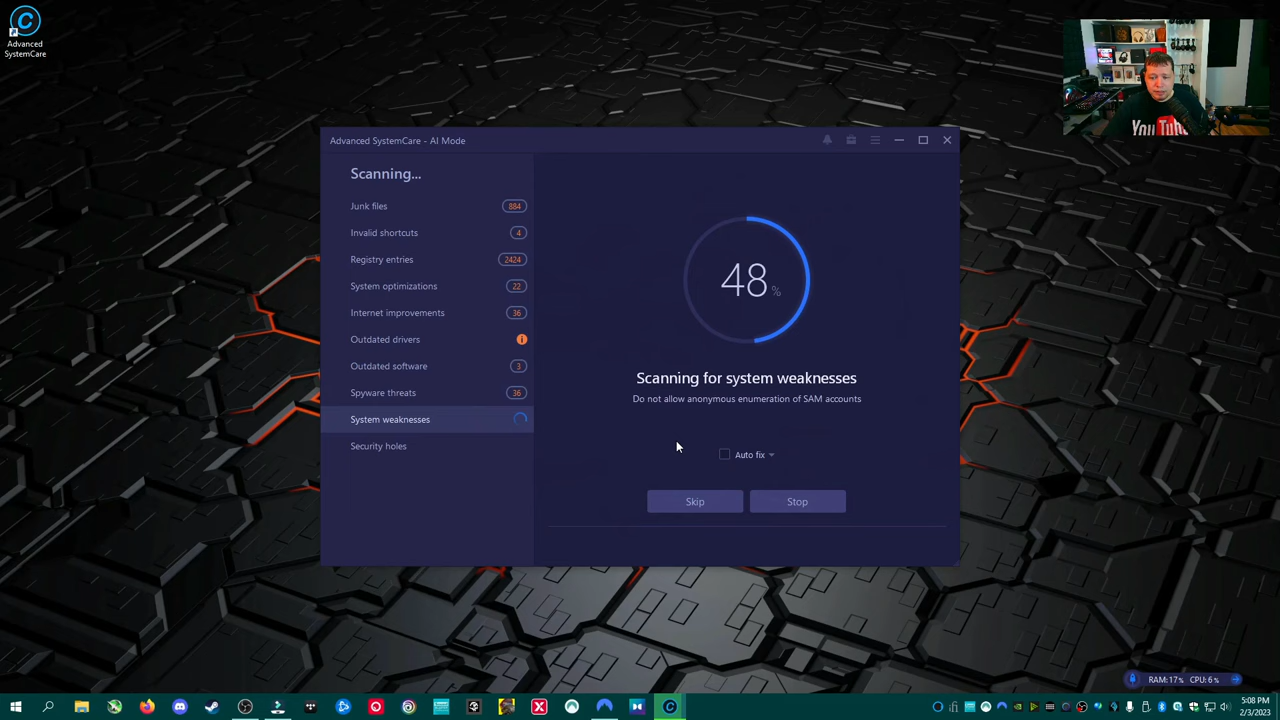 Advanced
SystemCare
YouTube
Advanced SystemCare - AI Mode
Scanning...
Junk files 884
Invalid shortcuts 4
Registry entries 2424
System optimizations 22
Internet improvements 36
Outdated drivers
Outdated software 3
Spyware threats 36
System weaknesses
Security holes
48%
Scanning for system weaknesses
Do not allow anonymous enumeration of SAM accounts
Auto fix
Skip Stop
RAM:17% CPU:6%
5:08 PM
2/3/2023